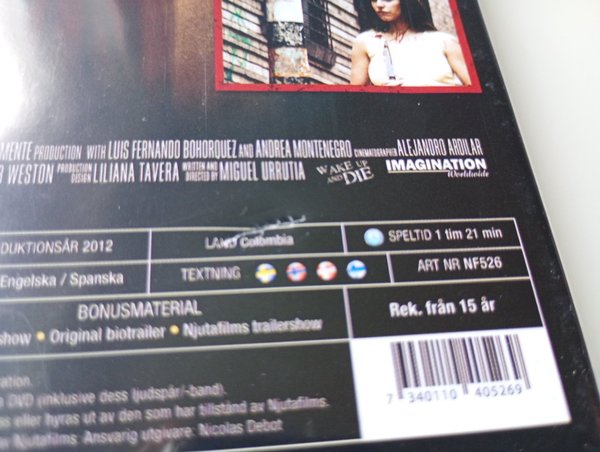 MENTE PRODUCTION WITH LUIS FERNANDO BOHORQUEZ AND ANDREA MONTENEGRO CINEMATOGRAPHER ALEJANDRO ARDILAR
R WESTON PRODUCTION DESIGN LILIANA TAVERA WRITTEN AND DIRECTED BY MIGUEL URRUTIA WAKE UP AND DIE IMAGINATION Worldwide
DUKTIONSÅR 2012 LAND Colombia SPELTID 1 tim 21 min
Engelska / Spanska TEXTNING ART NR NF526
BONUSMATERIAL
show • Original biotrailer • Njutafilms trailershow
Rek. från 15 år
ration.
DVD (inklusive dess ljudspår/-band).
s eller hyras ut av den som har tillstånd av Njutafilms.
Njutafilms. Ansvarig utgivare: Nicolas Debot
7 340110 405269